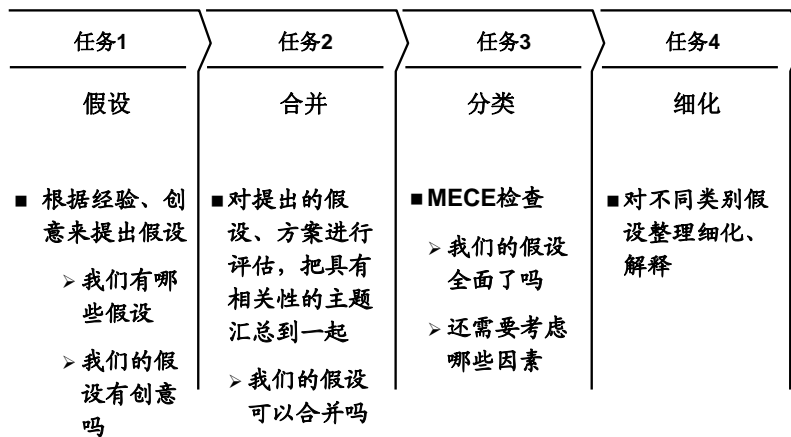 任务1
任务2
任务3
任务4
假设
合并
分类
细化
■ 根据经验、创
意来提出假设
➢ 我们有哪
些假设
➢ 我们的假
设有创意
吗
■ 对提出的假
设、方案进行
评估，把具有
相关性的主题
汇总到一起
➢ 我们的假设
可以合并吗
■ MECE检查
➢ 我们的假设
全面了吗
➢ 还需要考虑
哪些因素
■ 对不同类别假
设整理细化、
解释